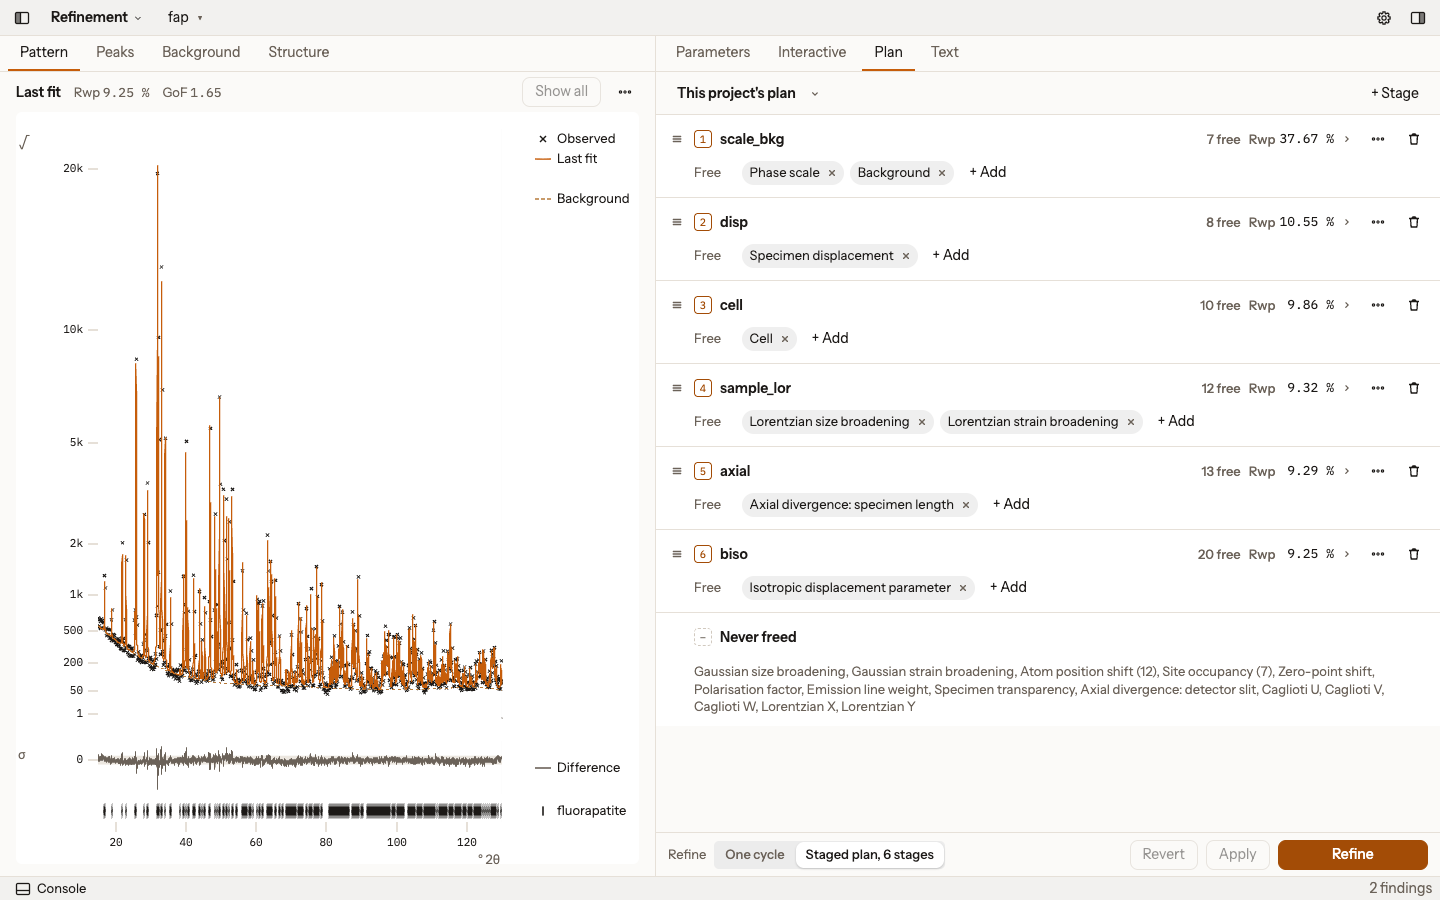 Refinement fap
Pattern Peaks Background Structure
Parameters Interactive Plan Text
Last fit Rwp 9.25 % GoF 1.65 Show all
√
20k
10k
5k
2k
1k
500
200
50
1
σ 0
20 40 60 80 100 120
°2θ
Observed
Last fit
Background
Difference
fluorapatite
This project's plan + Stage
1 scale_bkg 7 free Rwp 37.67 %
Free Phase scale × Background × + Add
2 disp 8 free Rwp 10.55 %
Free Specimen displacement × + Add
3 cell 10 free Rwp 9.86 %
Free Cell × + Add
4 sample_lor 12 free Rwp 9.32 %
Free Lorentzian size broadening × Lorentzian strain broadening × + Add
5 axial 13 free Rwp 9.29 %
Free Axial divergence: specimen length × + Add
6 biso 20 free Rwp 9.25 %
Free Isotropic displacement parameter × + Add
– Never freed
Gaussian size broadening, Gaussian strain broadening, Atom position shift (12), Site occupancy (7), Zero-point shift,
Polarisation factor, Emission line weight, Specimen transparency, Axial divergence: detector slit, Caglioti U, Caglioti V,
Caglioti W, Lorentzian X, Lorentzian Y
Refine One cycle Staged plan, 6 stages Revert Apply Refine
Console 2 findings